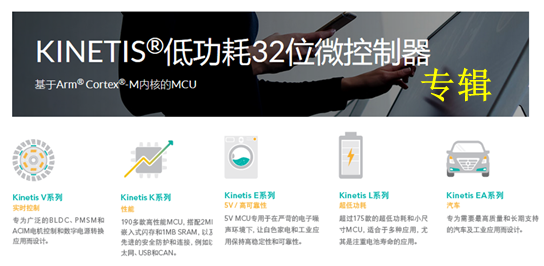 KINETIS®低功耗32位微控制器
基于Arm® Cortex®-M内核的MCU
专辑
Kinetis V系列
实时控制
专为广泛的BLDC、PMSM和
ACIM电机控制和数字电源转换
应用而设计。
Kinetis K系列
性能
190多款高性能MCU, 搭配2M
嵌入式闪存和1MB SRAM, 以及
先进的安全防护和连接, 例如以
太网、USB和CAN。
Kinetis E系列
5V / 高可靠性
5V MCU专用于在严苛的电子噪
声环境下, 让白色家电和工业应
用保持高稳定性和可靠性。
Kinetis L系列
超低功耗
超过175款的超低功耗和小尺
寸MCU, 适合于多种应用, 尤
其是注重电池寿命的应用。
Kinetis EA系列
汽车
专为需要最高质量和长期支持
的汽车及工业应用而设计。